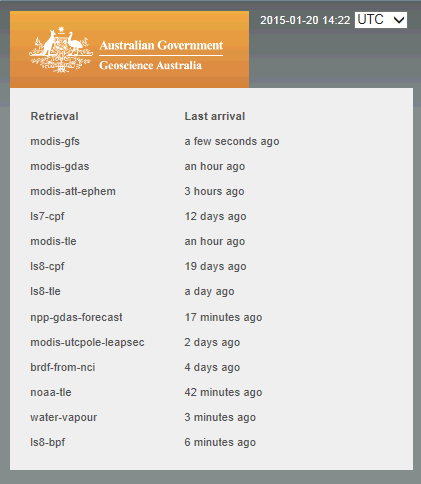 2015-01-20 14:22 UTC
Australian Government
Geoscience Australia
Retrieval Last arrival
modis-gfs a few seconds ago
modis-gdas an hour ago
modis-att-ephem 3 hours ago
ls7-cpf 12 days ago
modis-tle an hour ago
ls8-cpf 19 days ago
ls8-tle a day ago
npp-gdas-forecast 17 minutes ago
modis-utcpole-leapsec 2 days ago
brdf-from-nci 4 days ago
noaa-tle 42 minutes ago
water-vapour 3 minutes ago
ls8-bpf 6 minutes ago